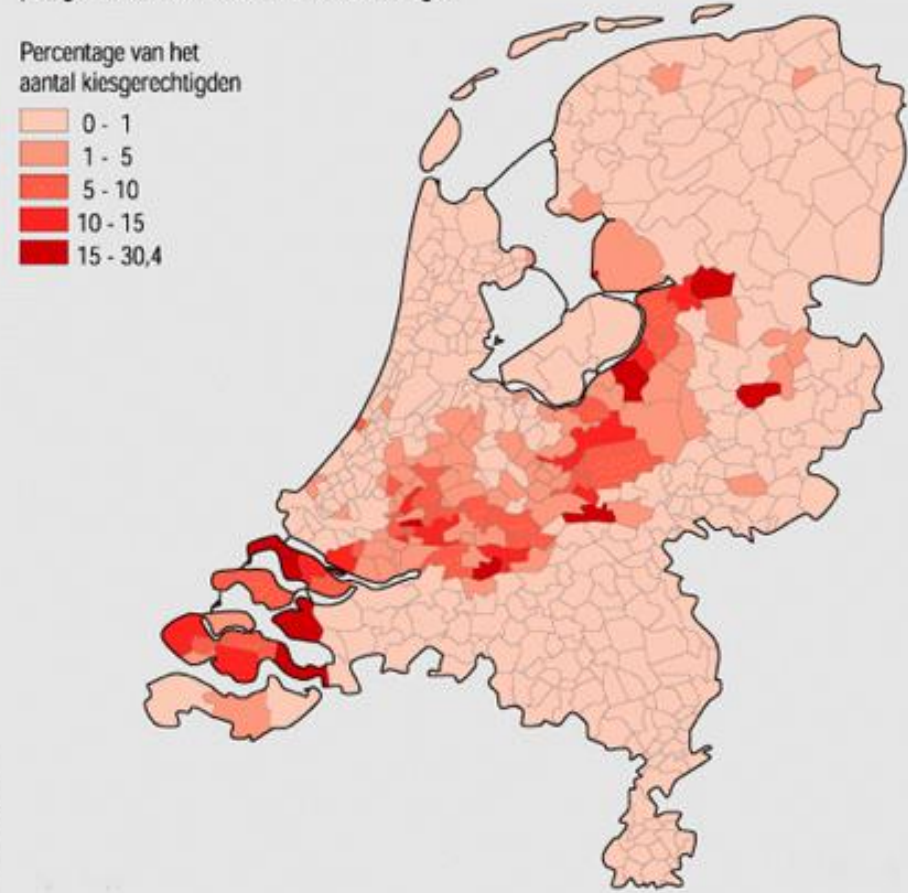 Percentage van het
aantal kiesgerechtigden
0 - 1
1 - 5
5 - 10
10 - 15
15 - 30,4